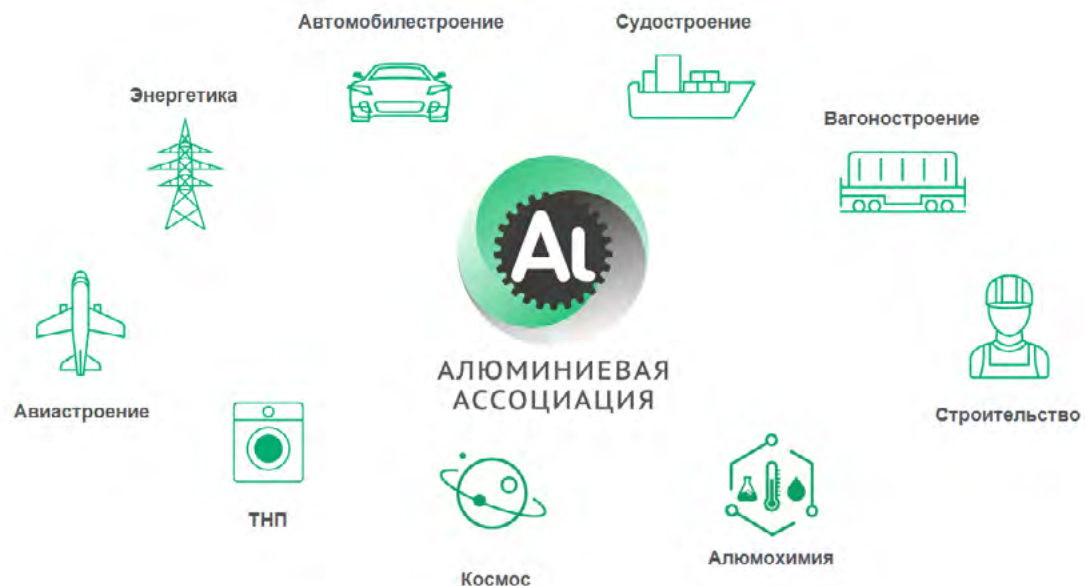 Автомобилестроение
Судостроение
Энергетика
Вагоностроение
Al
АЛЮМИНИЕВАЯ
АССОЦИАЦИЯ
Авиастроение
Строительство
ТНП
Алюмохимия
Космос